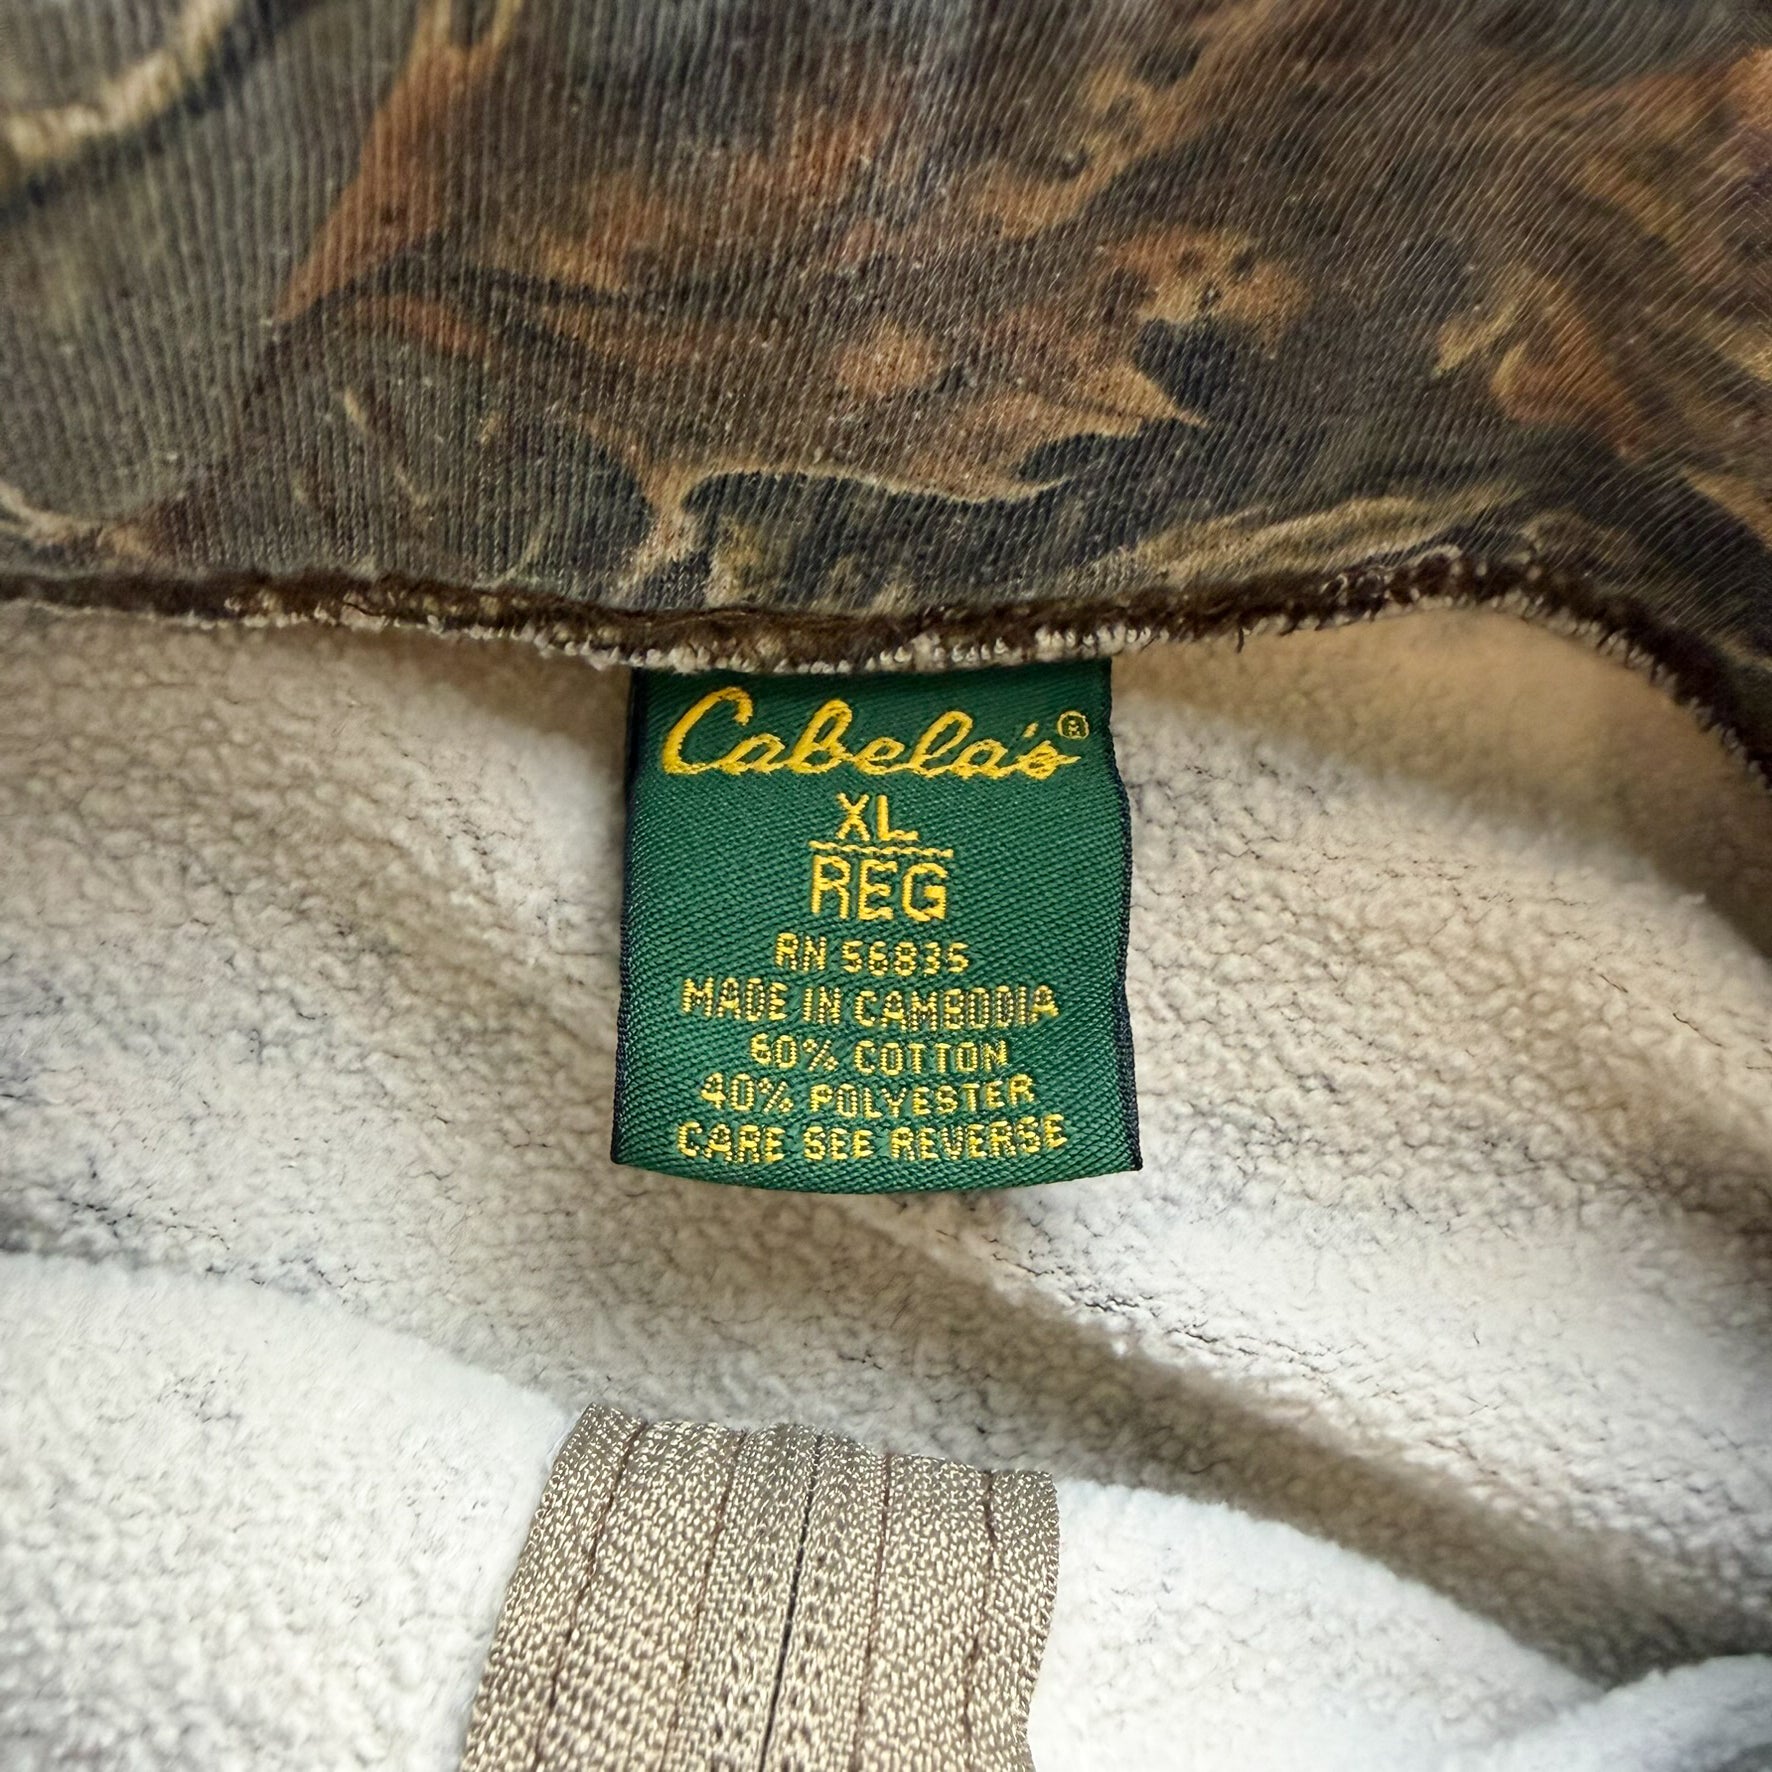 Cabela's®
XL
REG
RN 56835
MADE IN CAMBODIA
60% COTTON
40% POLYESTER
CARE SEE REVERSE